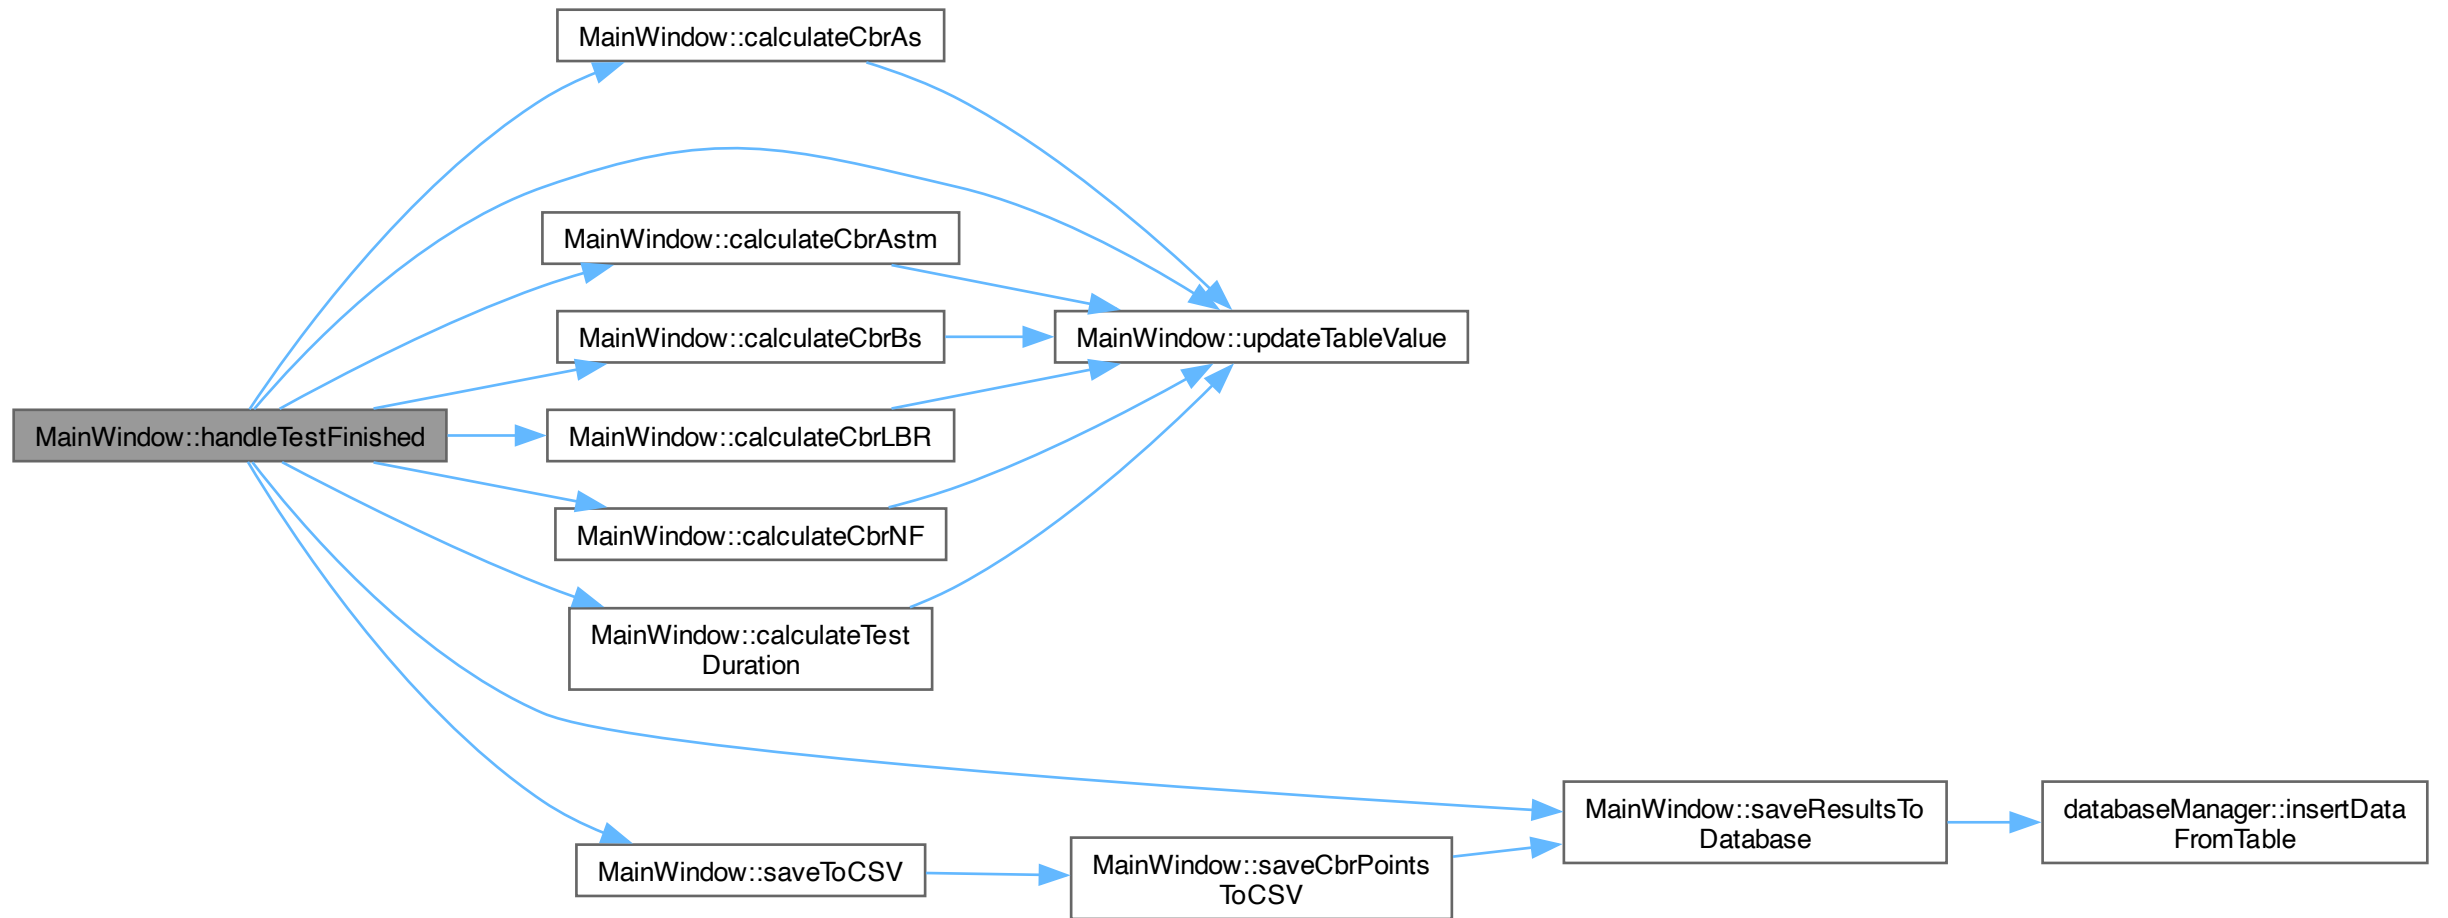 MainWindow::calculateCbrAs
MainWindow::calculateCbrAstm
MainWindow::calculateCbrBs
MainWindow::updateTableValue
MainWindow::handleTestFinished
MainWindow::calculateCbrLBR
MainWindow::calculateCbrNF
MainWindow::calculateTest
Duration
MainWindow::saveResultsTo
Database
databaseManager::insertData
FromTable
MainWindow::saveToCSV
MainWindow::saveCbrPoints
ToCSV